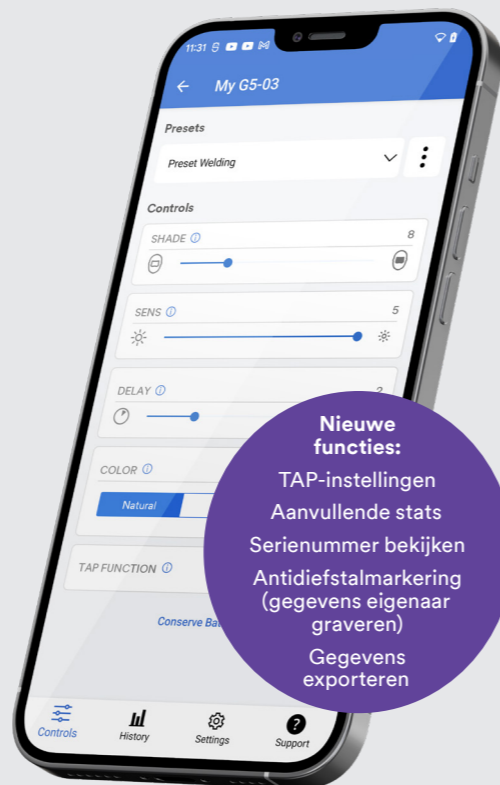 11:31
My G5-03
Presets
Preset Welding
Controls
SHADE
8
SENS
5
DELAY
2
COLOR
Natural
TAP FUNCTION
Conserve
Controls
History
Settings
Support
Nieuwe
functies:
TAP-instellingen
Aanvullende stats
Serienummer bekijken
Antidiefstalmarkering
(gegevens eigenaar
graveren)
Gegevens
exporteren